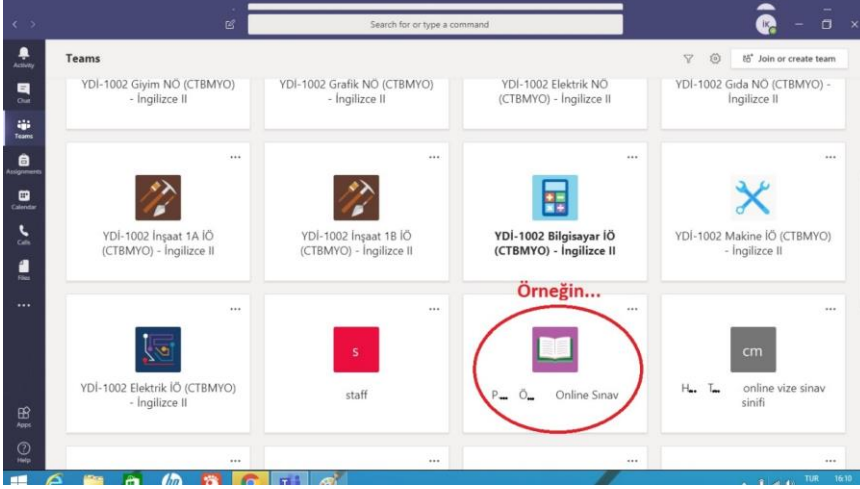 Search for or type a command
İK
Activity
Teams
Join or create team
Chat
YDİ-1002 Giyim NÖ (CTBMYO)
- İngilizce II
YDİ-1002 Grafik NÖ (CTBMYO)
- İngilizce II
YDİ-1002 Elektrik NÖ
(CTBMYO) - İngilizce II
YDİ-1002 Gıda NÖ (CTBMYO) -
İngilizce II
Teams
Assignments
Calendar
Calls
Files
YDİ-1002 İnşaat 1A İÖ
(CTBMYO) - İngilizce II
YDİ-1002 İnşaat 1B İÖ
(CTBMYO) - İngilizce II
YDİ-1002 Bilgisayar İÖ
(CTBMYO) - İngilizce II
YDİ-1002 Makine İÖ (CTBMYO)
- İngilizce II
Örneğin...
YDİ-1002 Elektrik İÖ (CTBMYO)
- İngilizce II
s
staff
P... Ö... Online Sınav
cm
H... T... online vize sınav
sinifi
Apps
Help
hp
TUR 16:10